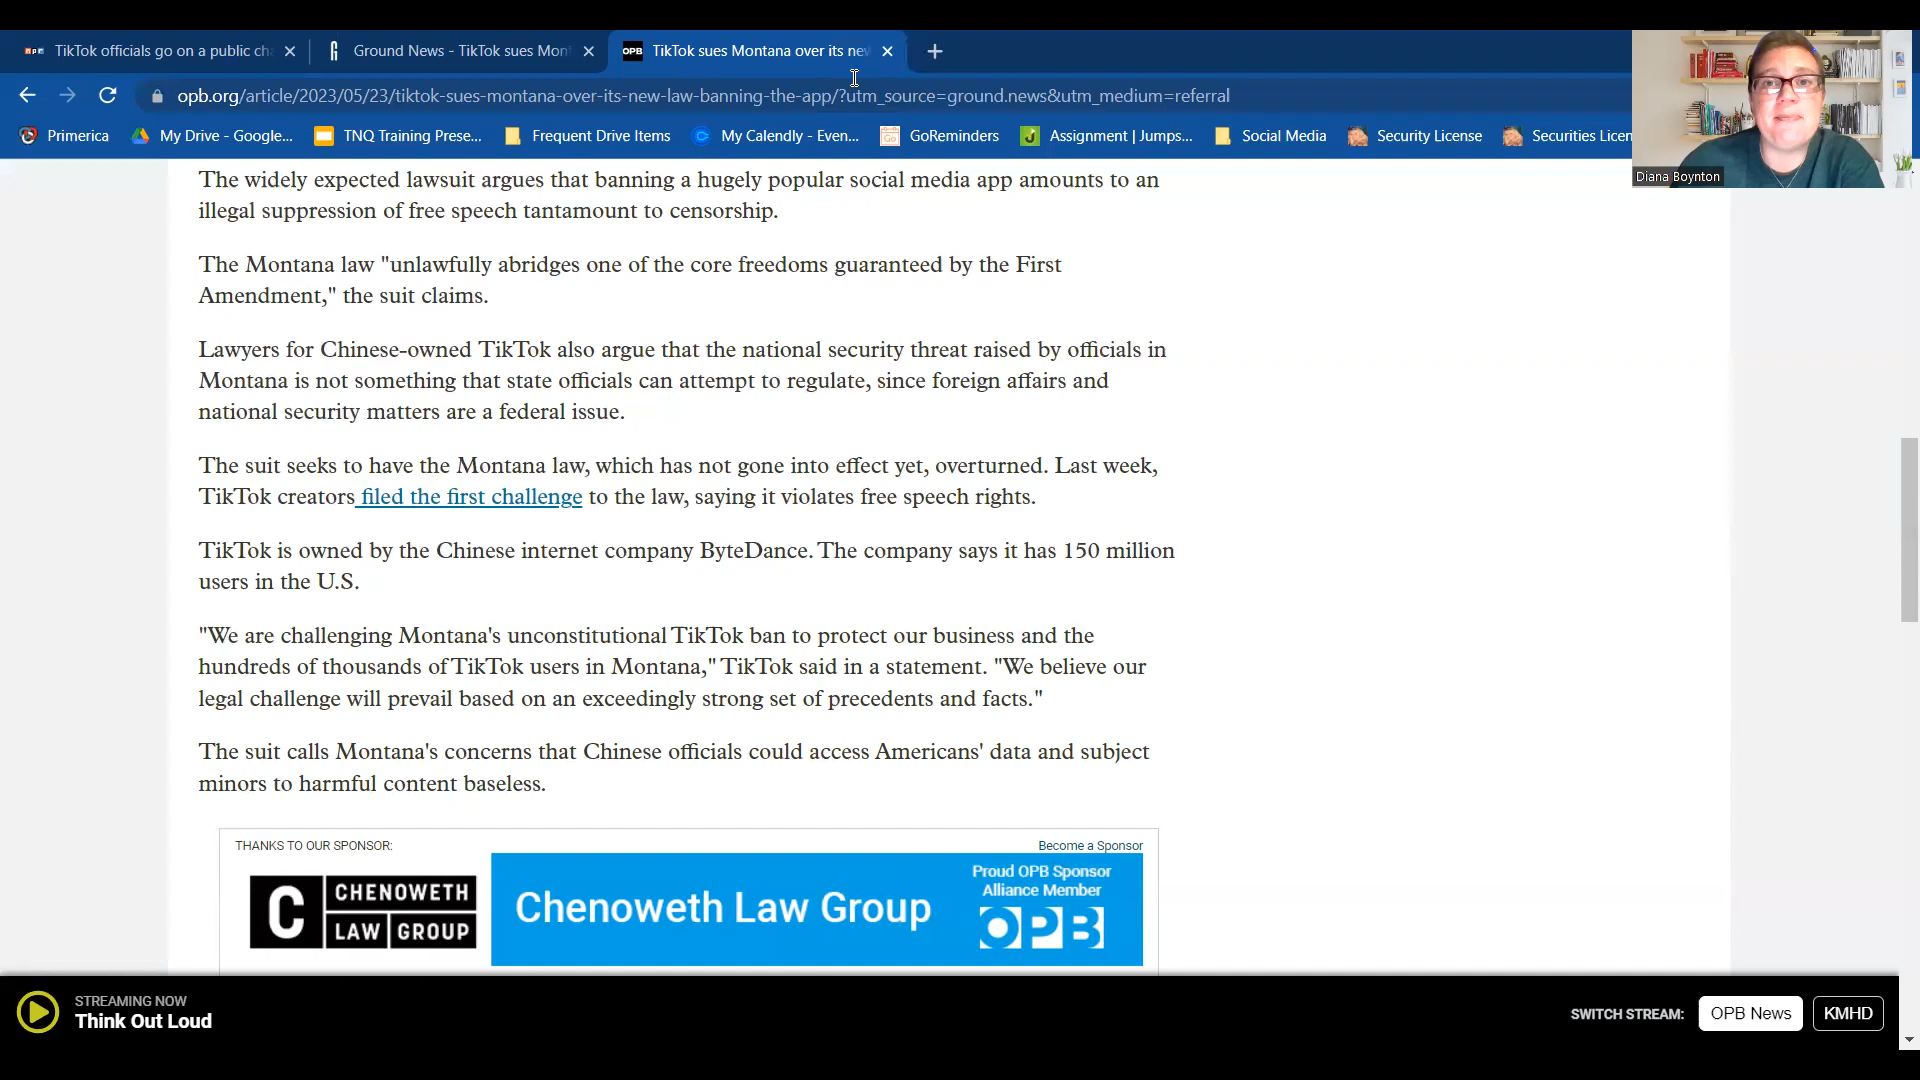 TikTok officials go on a public cha
Ground News - TikTok sues Mont
OPB TikTok sues Montana over its new
opb.org/article/2023/05/23/tiktok-sues-montana-over-its-new-law-banning-the-app/?utm_source=ground.news&utm_medium=referral
Primerica
My Drive - Google...
TNQ Training Prese...
Frequent Drive Items
My Calendly - Even...
GoReminders
Assignment | Jumps...
Social Media
Security License
Securities Licen
Diana Boynton
The widely expected lawsuit argues that banning a hugely popular social media app amounts to an
illegal suppression of free speech tantamount to censorship.
The Montana law "unlawfully abridges one of the core freedoms guaranteed by the First
Amendment," the suit claims.
Lawyers for Chinese-owned TikTok also argue that the national security threat raised by officials in
Montana is not something that state officials can attempt to regulate, since foreign affairs and
national security matters are a federal issue.
The suit seeks to have the Montana law, which has not gone into effect yet, overturned. Last week,
TikTok creators filed the first challenge to the law, saying it violates free speech rights.
TikTok is owned by the Chinese internet company ByteDance. The company says it has 150 million
users in the U.S.
"We are challenging Montana's unconstitutional TikTok ban to protect our business and the
hundreds of thousands of TikTok users in Montana," TikTok said in a statement. "We believe our
legal challenge will prevail based on an exceedingly strong set of precedents and facts."
The suit calls Montana's concerns that Chinese officials could access Americans' data and subject
minors to harmful content baseless.
THANKS TO OUR SPONSOR:
Become a Sponsor
C CHENOWETH
LAW GROUP
Chenoweth Law Group
Proud OPB Sponsor
Alliance Member
OPB
STREAMING NOW
Think Out Loud
SWITCH STREAM:
OPB News
KMHD